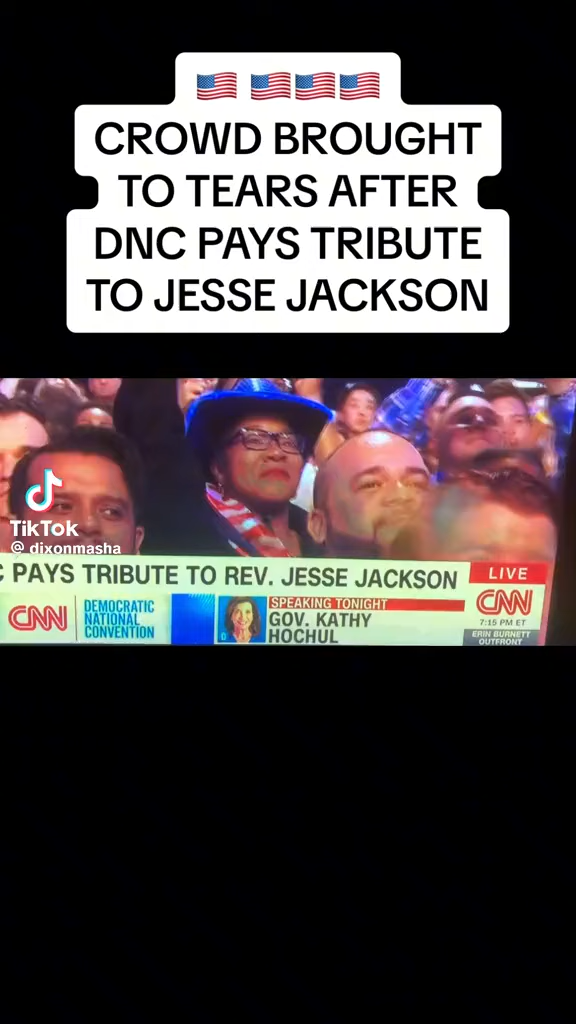 🇺🇸 🇺🇸🇺🇸🇺🇸
CROWD BROUGHT
TO TEARS AFTER
DNC PAYS TRIBUTE
TO JESSE JACKSON
TikTok
@ dixonmasha
C PAYS TRIBUTE TO REV. JESSE JACKSON
LIVE
CNN
DEMOCRATIC
NATIONAL
CONVENTION
SPEAKING TONIGHT
GOV. KATHY
HOCHUL
CNN
7:15 PM ET
ERIN BURNETT
OUTFRONT